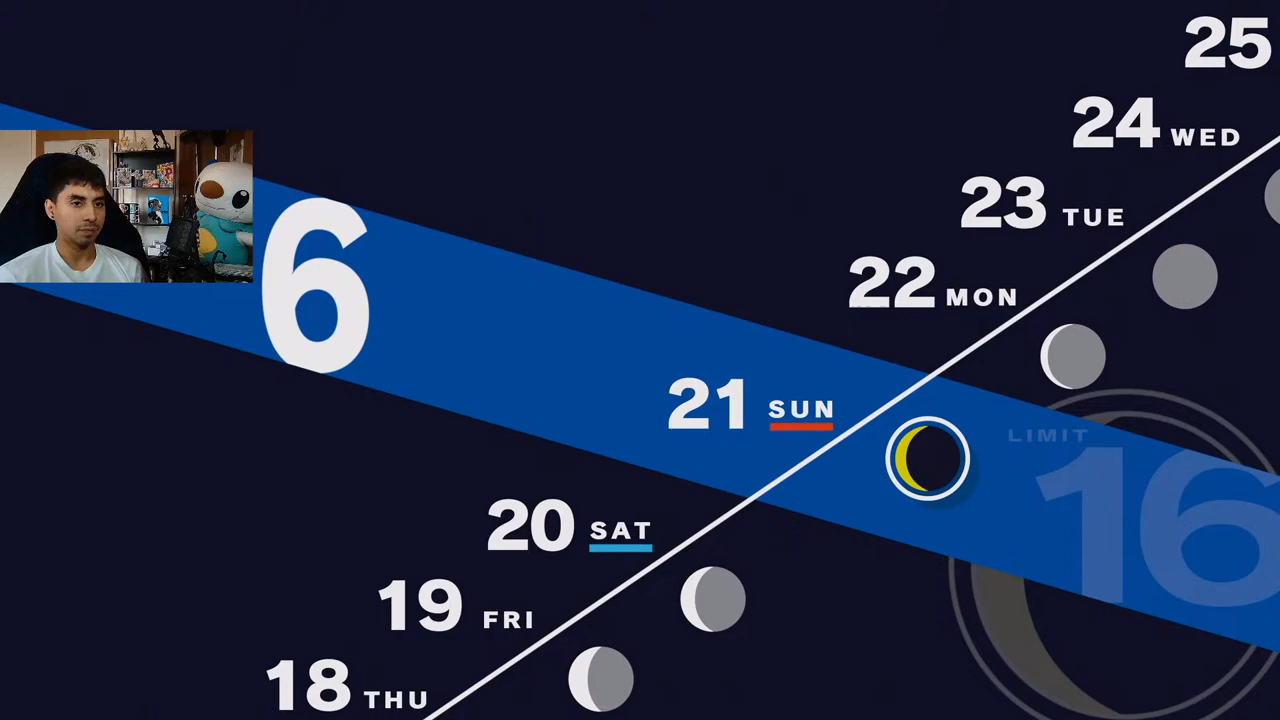 25
24 WED
23 TUE
22 MON
6
21 SUN
LIMIT
16
20 SAT
19 FRI
18 THU